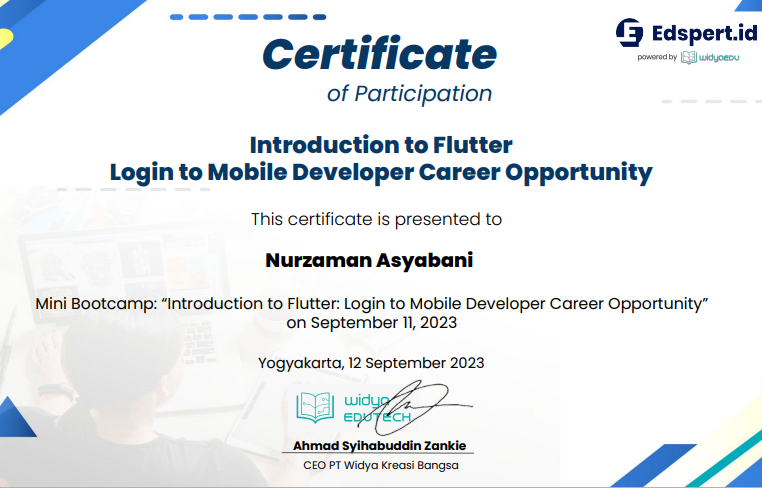 Edspert.id
powered by widyaEDU
Certificate
of Participation
Introduction to Flutter
Login to Mobile Developer Career Opportunity
This certificate is presented to
Nurzaman Asyabani
Mini Bootcamp: “Introduction to Flutter: Login to Mobile Developer Career Opportunity”
on September 11, 2023
Yogyakarta, 12 September 2023
widya
EDUTECH
Ahmad Syihabuddin Zankie
CEO PT Widya Kreasi Bangsa